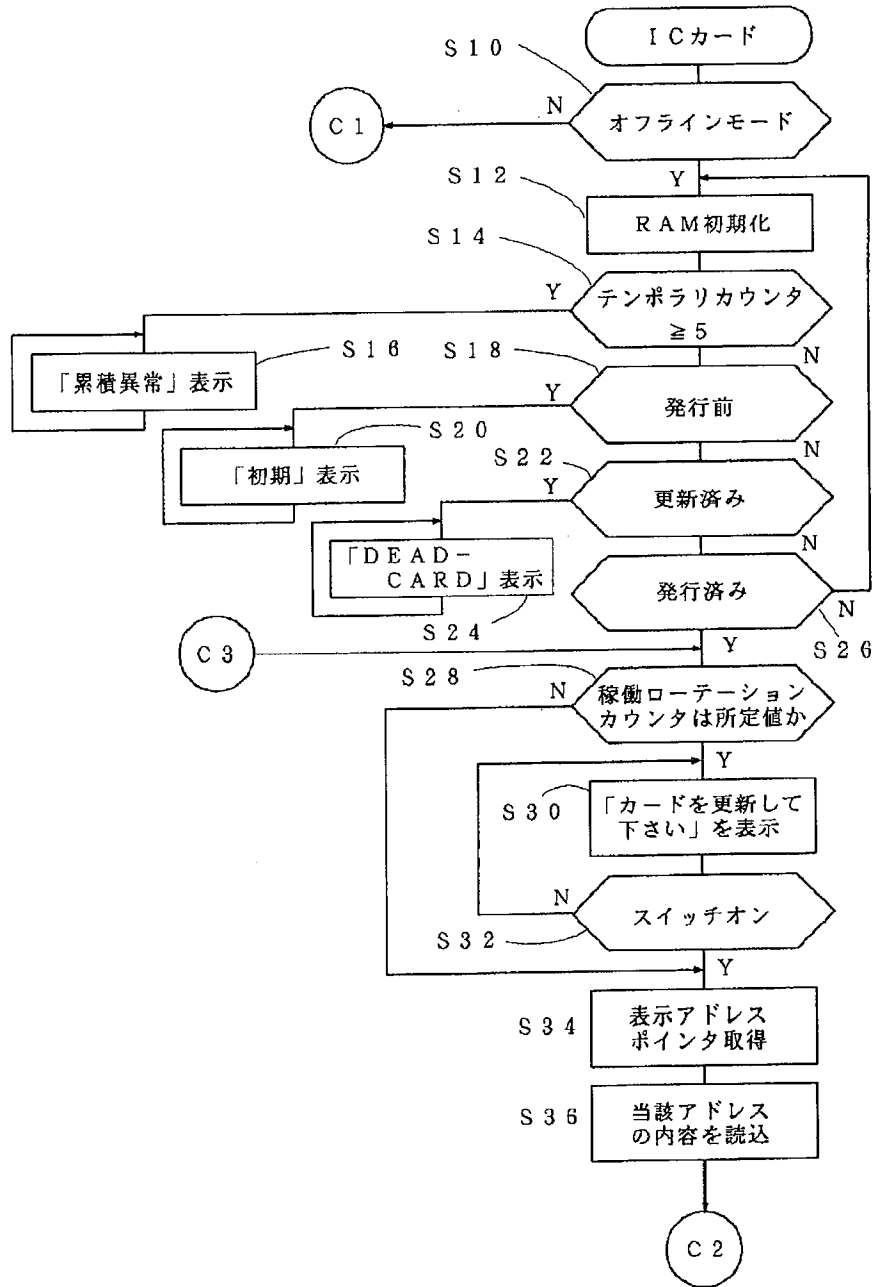 ICカード
S10
オフラインモード
N
C1
Y
S12
RAM初期化
S14
テンポラリカウンタ
≧5
Y
N
S16
「累積異常」表示
S18
発行前
Y
N
S20
「初期」表示
S22
更新済み
Y
N
「DEAD-
CARD」表示
S24
発行済み
N
S26
Y
C3
S28
稼働ローテーション
カウンタは所定値か
N
Y
S30
「カードを更新して
下さい」を表示
スイッチオン
N
S32
Y
S34
表示アドレス
ポインタ取得
S36
当該アドレス
の内容を読込
C2